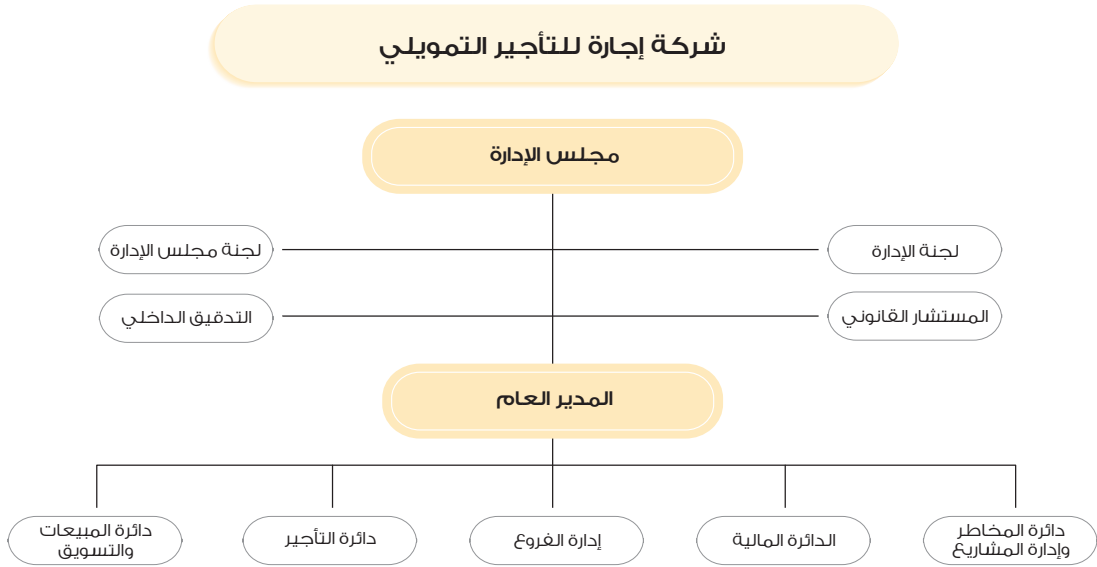 شركة إجارة للتأجير التمويلي
مجلس الإدارة
لجنة الإدارة
لجنة مجلس الإدارة
المستشار القانوني
التدقيق الداخلي
المدير العام
دائرة المخاطر
وإدارة المشاريع
الدائرة المالية
إدارة الفروع
دائرة التأجير
دائرة المبيعات
والتسويق